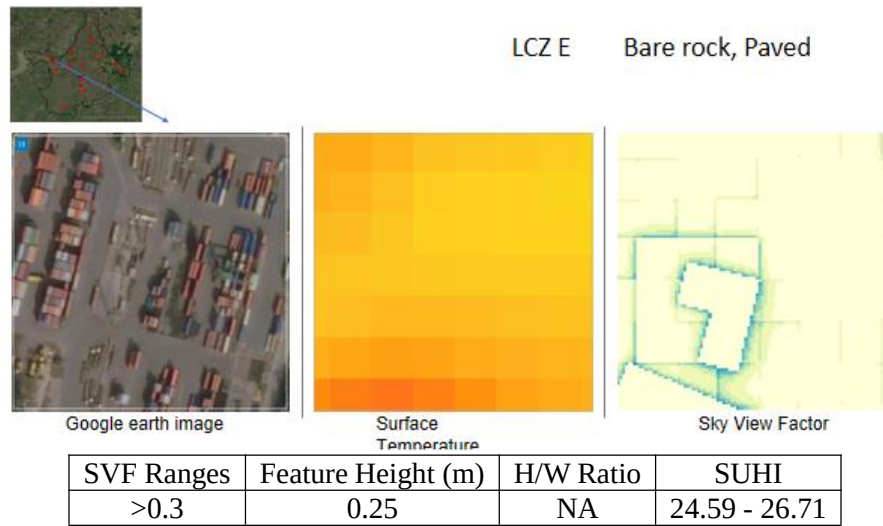 LCZ E Bare rock, Paved
18
Google earth image
Surface
Temperature
Sky View Factor
SVF Ranges Feature Height (m) H/W Ratio SUHI
>0.3 0.25 NA 24.59 - 26.71